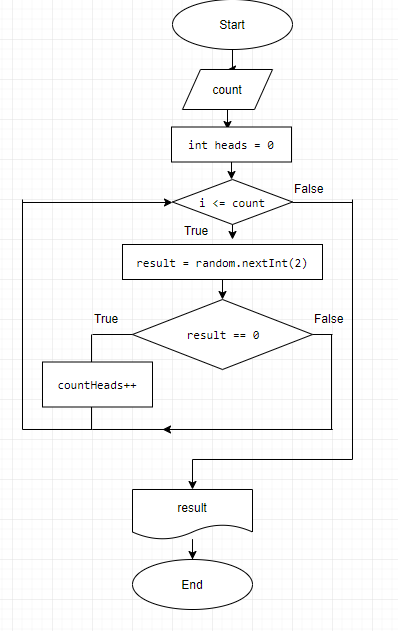 Start
count
int heads = 0
i <= count
False
True
result = random.nextInt(2)
True
False
result == 0
countHeads++
result
End